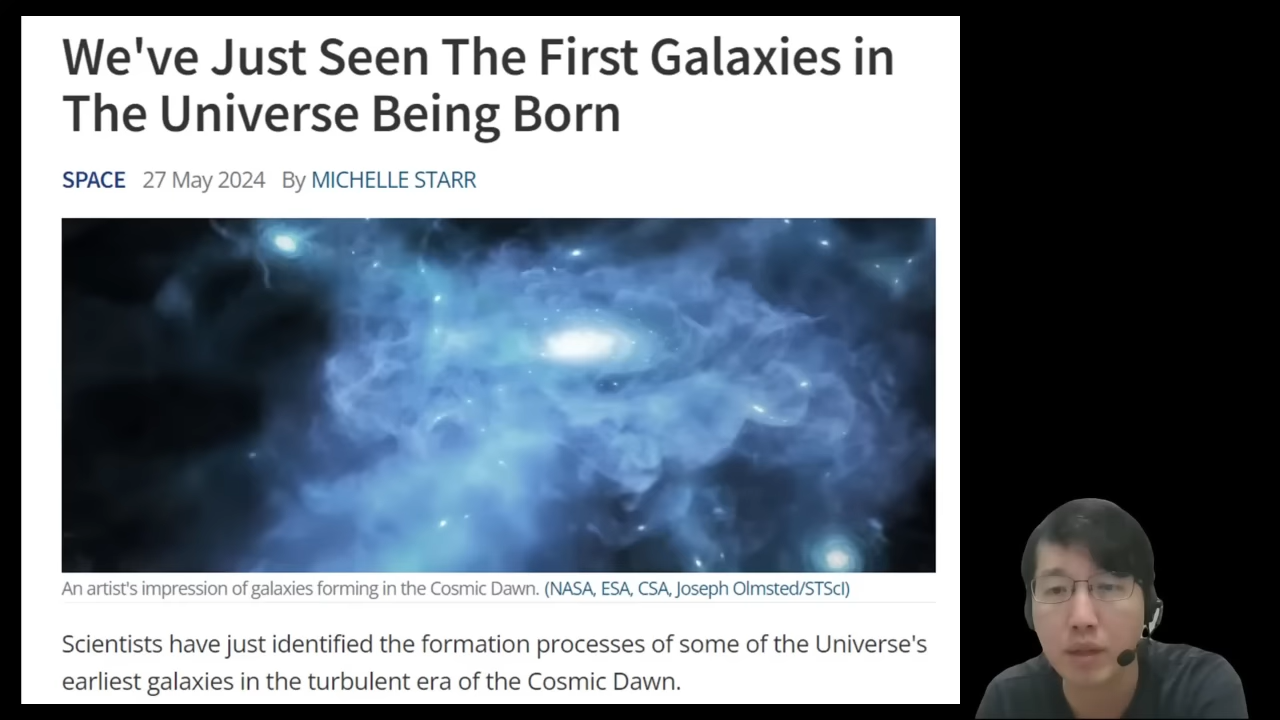 We've Just Seen The First Galaxies in
The Universe Being Born
SPACE 27 May 2024 By MICHELLE STARR
An artist's impression of galaxies forming in the Cosmic Dawn. (NASA, ESA, CSA, Joseph Olmsted/STScI)
Scientists have just identified the formation processes of some of the Universe's
earliest galaxies in the turbulent era of the Cosmic Dawn.